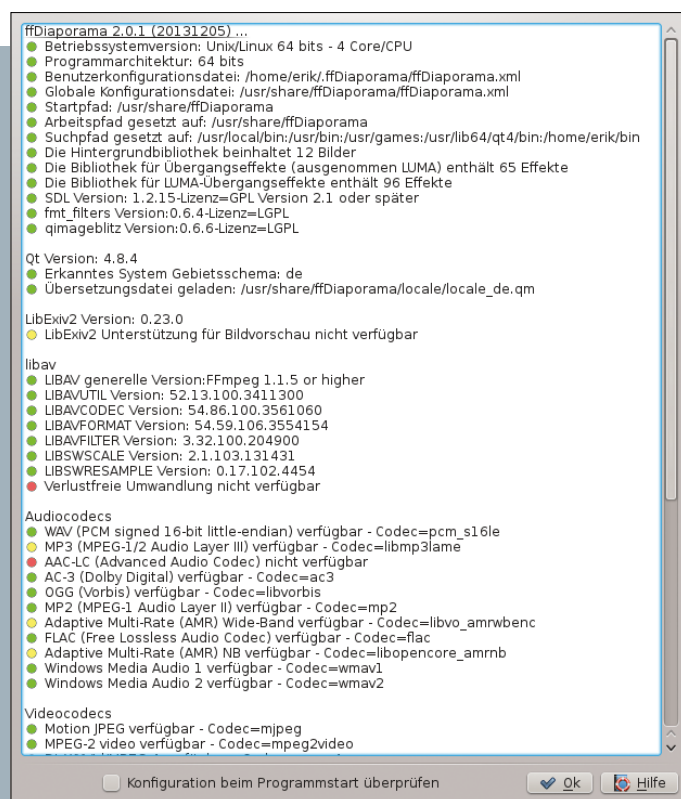 ffDiaporama 2.0.1 (20131205) ...
Betriebssystemversion: Unix/Linux 64 bits - 4 Core/CPU
Programmarchitektur: 64 bits
Benutzerkonfigurationsdatei: /home/erik/.ffDiaporama/ffDiaporama.xml
Globale Konfigurationsdatei: /usr/share/ffDiaporama/ffDiaporama.xml
Startpfad: /usr/share/ffDiaporama
Arbeitspfad gesetzt auf: /usr/share/ffDiaporama
Suchpfad gesetzt auf: /usr/local/bin:/usr/bin:/usr/games:/usr/lib64/qt4/bin:/home/erik/bin
Die Hintergrundbibliothek beinhaltet 12 Bilder
Die Bibliothek für Übergangseffekte (ausgenommen LUMA) enthält 65 Effekte
Die Bibliothek für LUMA-Übergangseffekte enthält 96 Effekte
SDL Version: 1.2.15-Lizenz=GPL Version 2.1 oder später
fmt_filters Version:0.6.4-Lizenz=LGPL
qimageblitz Version:0.6.6-Lizenz=LGPL
Qt Version: 4.8.4
Erkanntes System Gebietsschema: de
Übersetzungsdatei geladen: /usr/share/ffDiaporama/locale/locale_de.qm
LibExiv2 Version: 0.23.0
LibExiv2 Unterstützung für Bildvorschau nicht verfügbar
libav
LIBAV generelle Version:FFmpeg 1.1.5 or higher
LIBAVUTIL Version: 52.13.100.3411300
LIBAVCODEC Version: 54.86.100.3561060
LIBAVFORMAT Version: 54.59.106.3554154
LIBAVFILTER Version: 3.32.100.204900
LIBSWSCALE Version: 2.1.103.131431
LIBSWRESAMPLE Version: 0.17.102.4454
Verlustfreie Umwandlung nicht verfügbar
Audiocodecs
WAV (PCM signed 16-bit little-endian) verfügbar - Codec=pcm_s16le
MP3 (MPEG-1/2 Audio Layer III) verfügbar - Codec=libmp3lame
AAC-LC (Advanced Audio Codec) nicht verfügbar
AC-3 (Dolby Digital) verfügbar - Codec=ac3
OGG (Vorbis) verfügbar - Codec=libvorbis
MP2 (MPEG-1 Audio Layer II) verfügbar - Codec=mp2
Adaptive Multi-Rate (AMR) Wide-Band verfügbar - Codec=libvo_amrwbenc
FLAC (Free Lossless Audio Codec) verfügbar - Codec=flac
Adaptive Multi-Rate (AMR) NB verfügbar - Codec=libopencore_amrnb
Windows Media Audio 1 verfügbar - Codec=wmav1
Windows Media Audio 2 verfügbar - Codec=wmav2
Videocodecs
Motion JPEG verfügbar - Codec=mjpeg
MPEG-2 video verfügbar - Codec=mpeg2video
Konfiguration beim Programmstart überprüfen
Ok
Hilfe